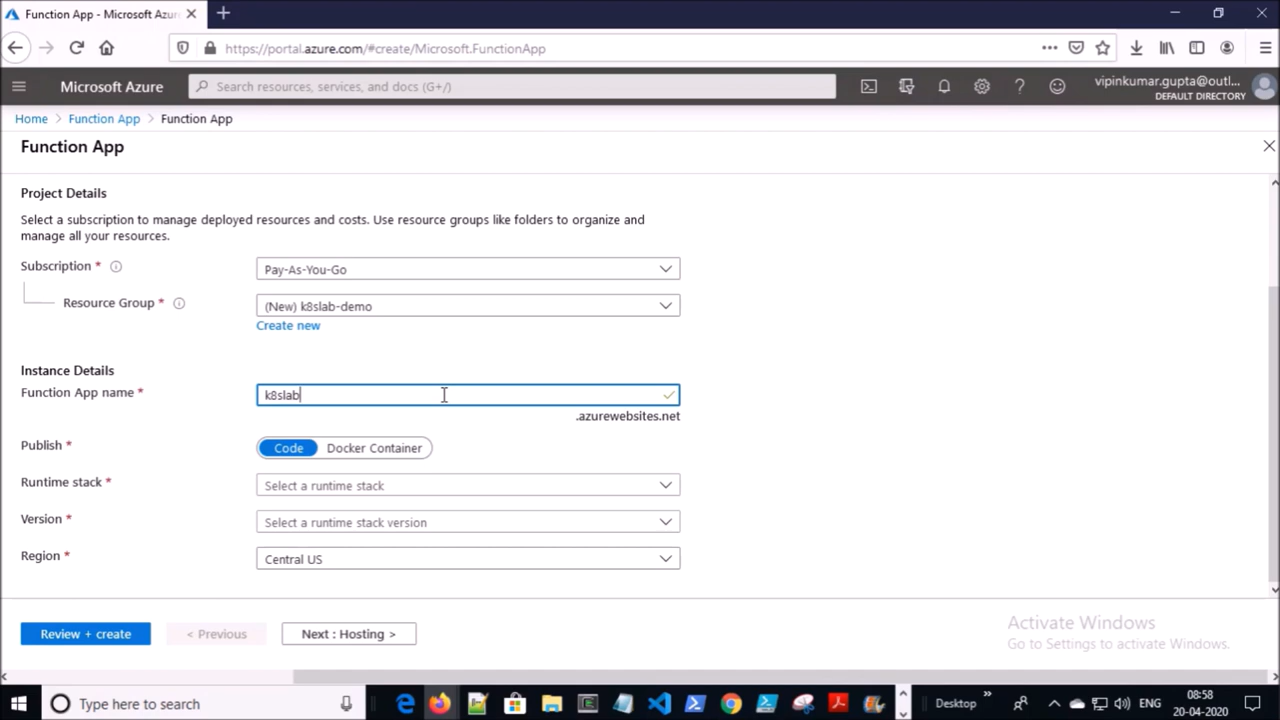 Function App - Microsoft Azur
https://portal.azure.com/#create/Microsoft.FunctionApp
Microsoft Azure
Search resources, services, and docs (G+/)
vipinkumar.gupta@outl...
DEFAULT DIRECTORY
Home > Function App > Function App
Function App
Project Details
Select a subscription to manage deployed resources and costs. Use resource groups like folders to organize and
manage all your resources.
Subscription *
Pay-As-You-Go
Resource Group *
(New) k8slab-demo
Create new
Instance Details
Function App name *
k8slab
.azurewebsites.net
Publish *
Code
Docker Container
Runtime stack *
Select a runtime stack
Version *
Select a runtime stack version
Region *
Central US
Review + create
< Previous
Next : Hosting >
Activate Windows
Go to Settings to activate Windows.
Type here to search
Desktop
ENG
08:58
20-04-2020